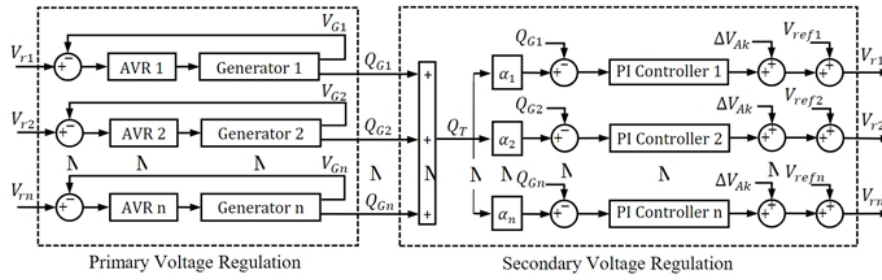 V_G1
V_r1 + − AVR 1 Generator 1 Q_G1
V_G2
V_r2 + − AVR 2 Generator 2 Q_G2
N N N V_Gn N
V_rn + − AVR n Generator n Q_Gn
Primary Voltage Regulation
+ + N + Q_T
Q_G1 ΔV_Ak V_ref1
α_1 + − PI Controller 1 + + + + V_r1
Q_G2 ΔV_Ak V_ref2
α_2 + − PI Controller 2 + + + + V_r2
N N N N N
Q_Gn ΔV_Ak V_refn
α_n + − PI Controller n + + + + V_rn
Secondary Voltage Regulation